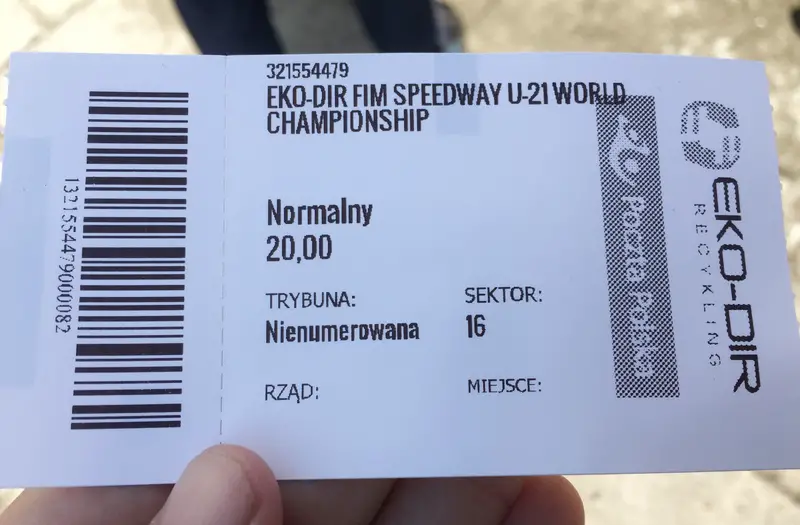 1321554479000082
321554479
EKO-DIR FIM SPEEDWAY U-21 WORLD
CHAMPIONSHIP
Normalny
20,00
TRYBUNA:
Nienumerowana
SEKTOR:
16
RZĄD:
MIEJSCE:
Poczta Polska
EKO-DIR
RECYKLING